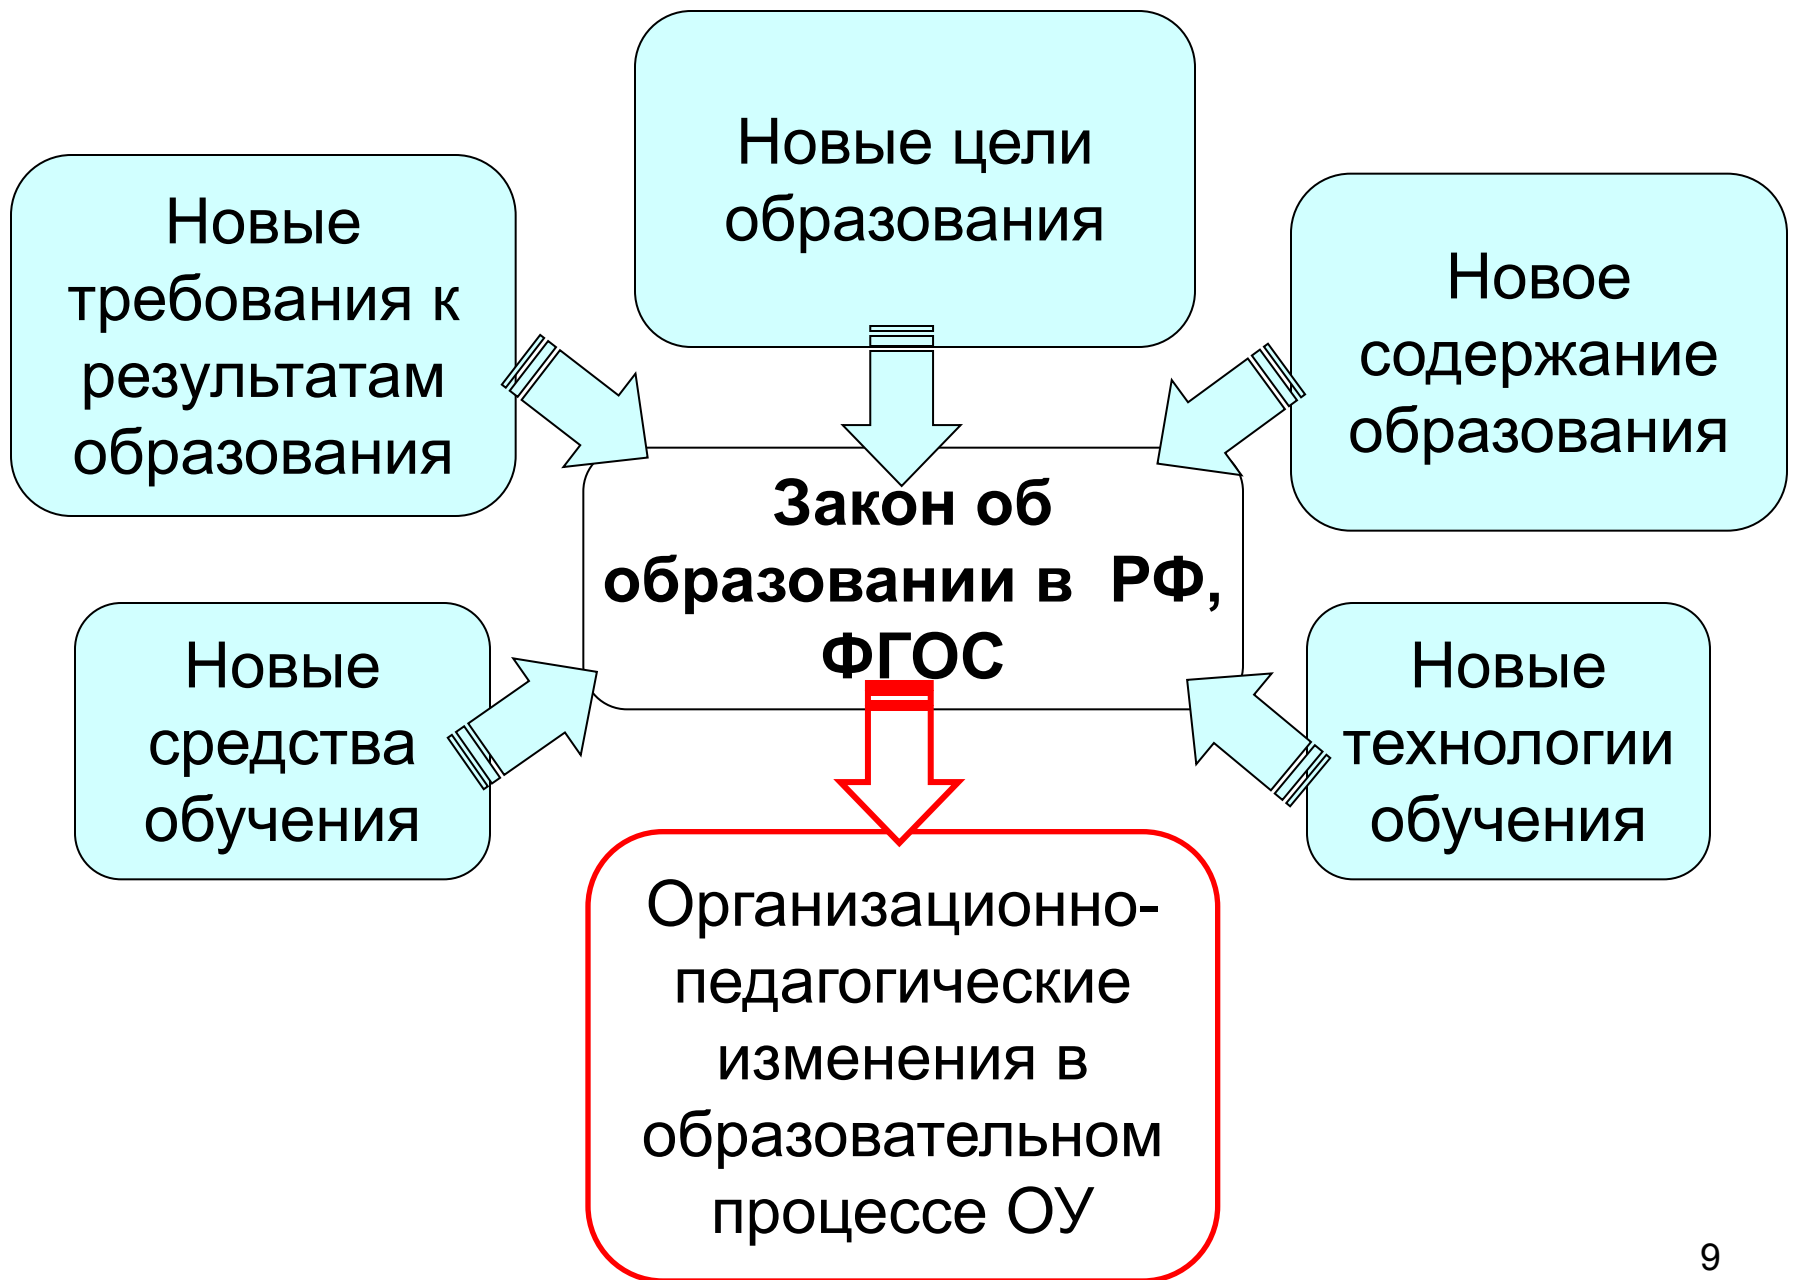 Новые цели
образования
Новые
требования к
результатам
образования
Новое
содержание
образования
Закон об
образовании в  РФ,
ФГОС
Новые
средства
обучения
Новые
технологии
обучения
Организационно-
педагогические
изменения в
образовательном
процессе ОУ
9